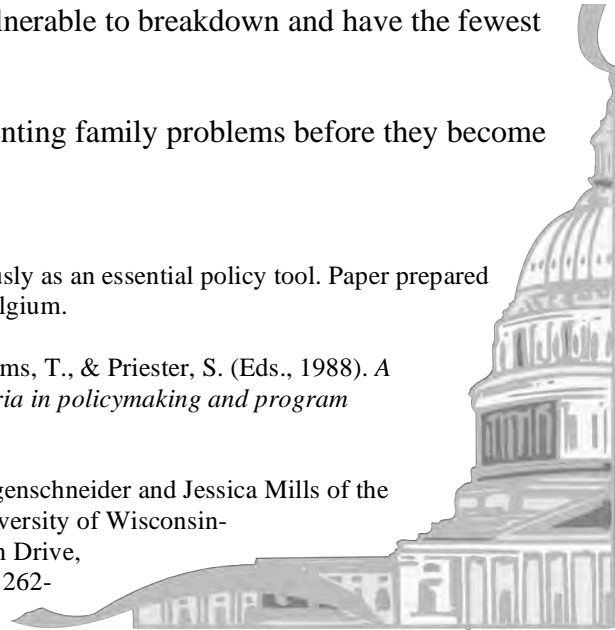 lnerable to breakdown and have the fewest
enting family problems before they become
usly as an essential policy tool. Paper prepared
lgium.
ms, T., & Priester, S. (Eds., 1988). A
ria in policymaking and program
genschneider and Jessica Mills of the
iversity of Wisconsin-
n Drive,
262-